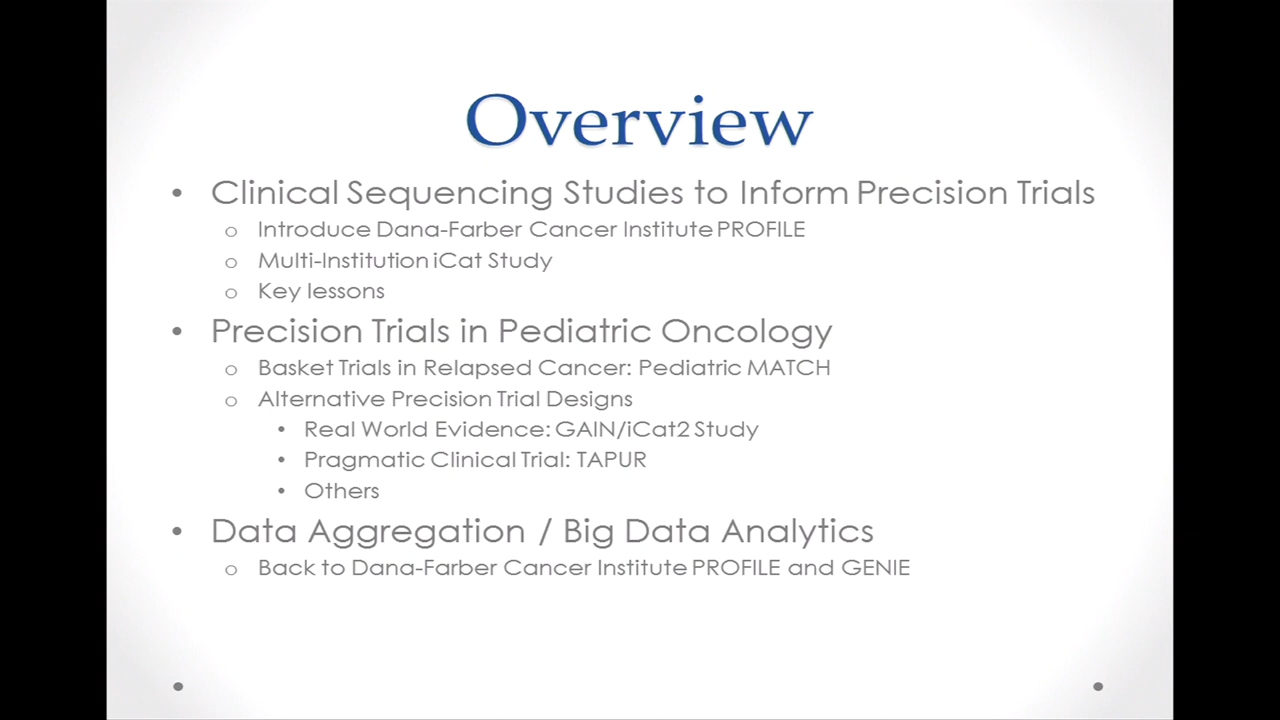 Overview
• Clinical Sequencing Studies to Inform Precision Trials
o Introduce Dana-Farber Cancer Institute PROFILE
o Multi-Institution iCat Study
o Key lessons
• Precision Trials in Pediatric Oncology
o Basket Trials in Relapsed Cancer: Pediatric MATCH
o Alternative Precision Trial Designs
• Real World Evidence: GAIN/iCat2 Study
• Pragmatic Clinical Trial: TAPUR
• Others
• Data Aggregation / Big Data Analytics
o Back to Dana-Farber Cancer Institute PROFILE and GENIE